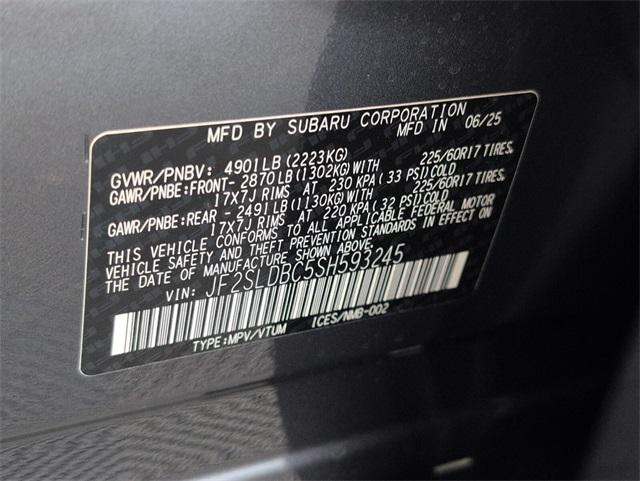 MFD BY SUBARU CORPORATION
MFD IN 06/25
GVWR/PNBV: 4901LB(2223KG)
GAWR/PNBE:FRONT- 2870LB(1302KG)WITH 225/60R17 TIRES,
17X7J RIMS AT 230 KPA(33 PSI)COLD
GAWR/PNBE:REAR - 2491LB(1130KG)WITH 225/60R17 TIRES,
17X7J RIMS AT 220 KPA(32 PSI)COLD
THIS VEHICLE CONFORMS TO ALL APPLICABLE FEDERAL MOTOR
VEHICLE SAFETY AND THEFT PREVENTION STANDARDS IN EFFECT ON
THE DATE OF MANUFACTURE SHOWN ABOVE.
VIN: JF2SLDBC5SH593245
TYPE:MPV/VTUM ICES/NMB-002